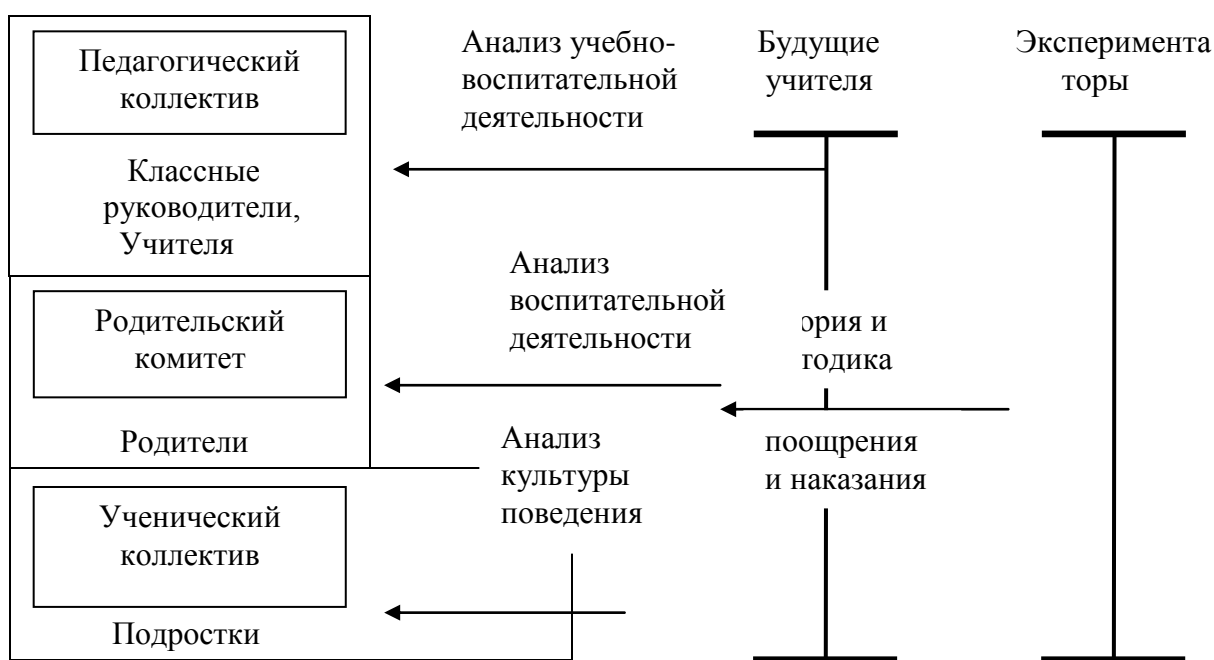 Педагогический
коллектив
Классные
руководители,
Учителя
Родительский
комитет
Родители
Ученический
коллектив
Подростки
Анализ учебно-
воспитательной
деятельности
Анализ
воспитательной
деятельности
Анализ
культуры
поведения
Будущие
учителя
ория и
тодика
поощрения
и наказания
Эксперимента
торы